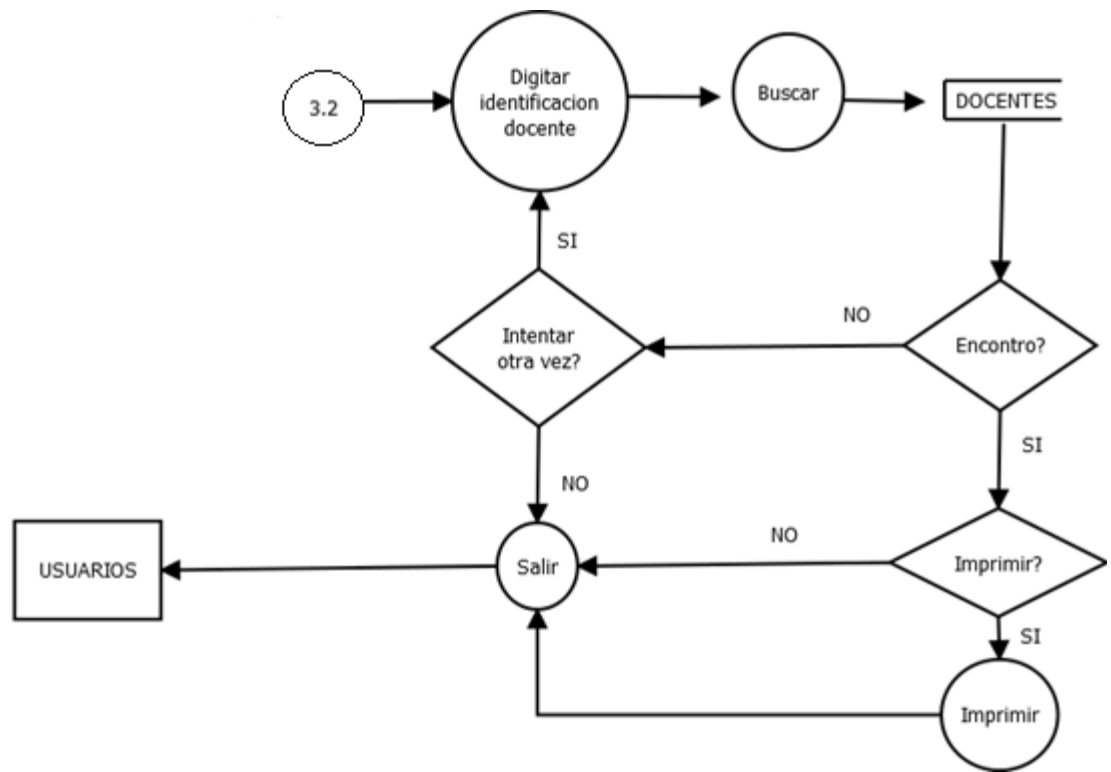 3.2
Digitar
identificacion
docente
Buscar
DOCENTES
SI
Intentar
otra vez?
NO
Encontro?
SI
NO
USUARIOS
Salir
NO
Imprimir?
SI
Imprimir